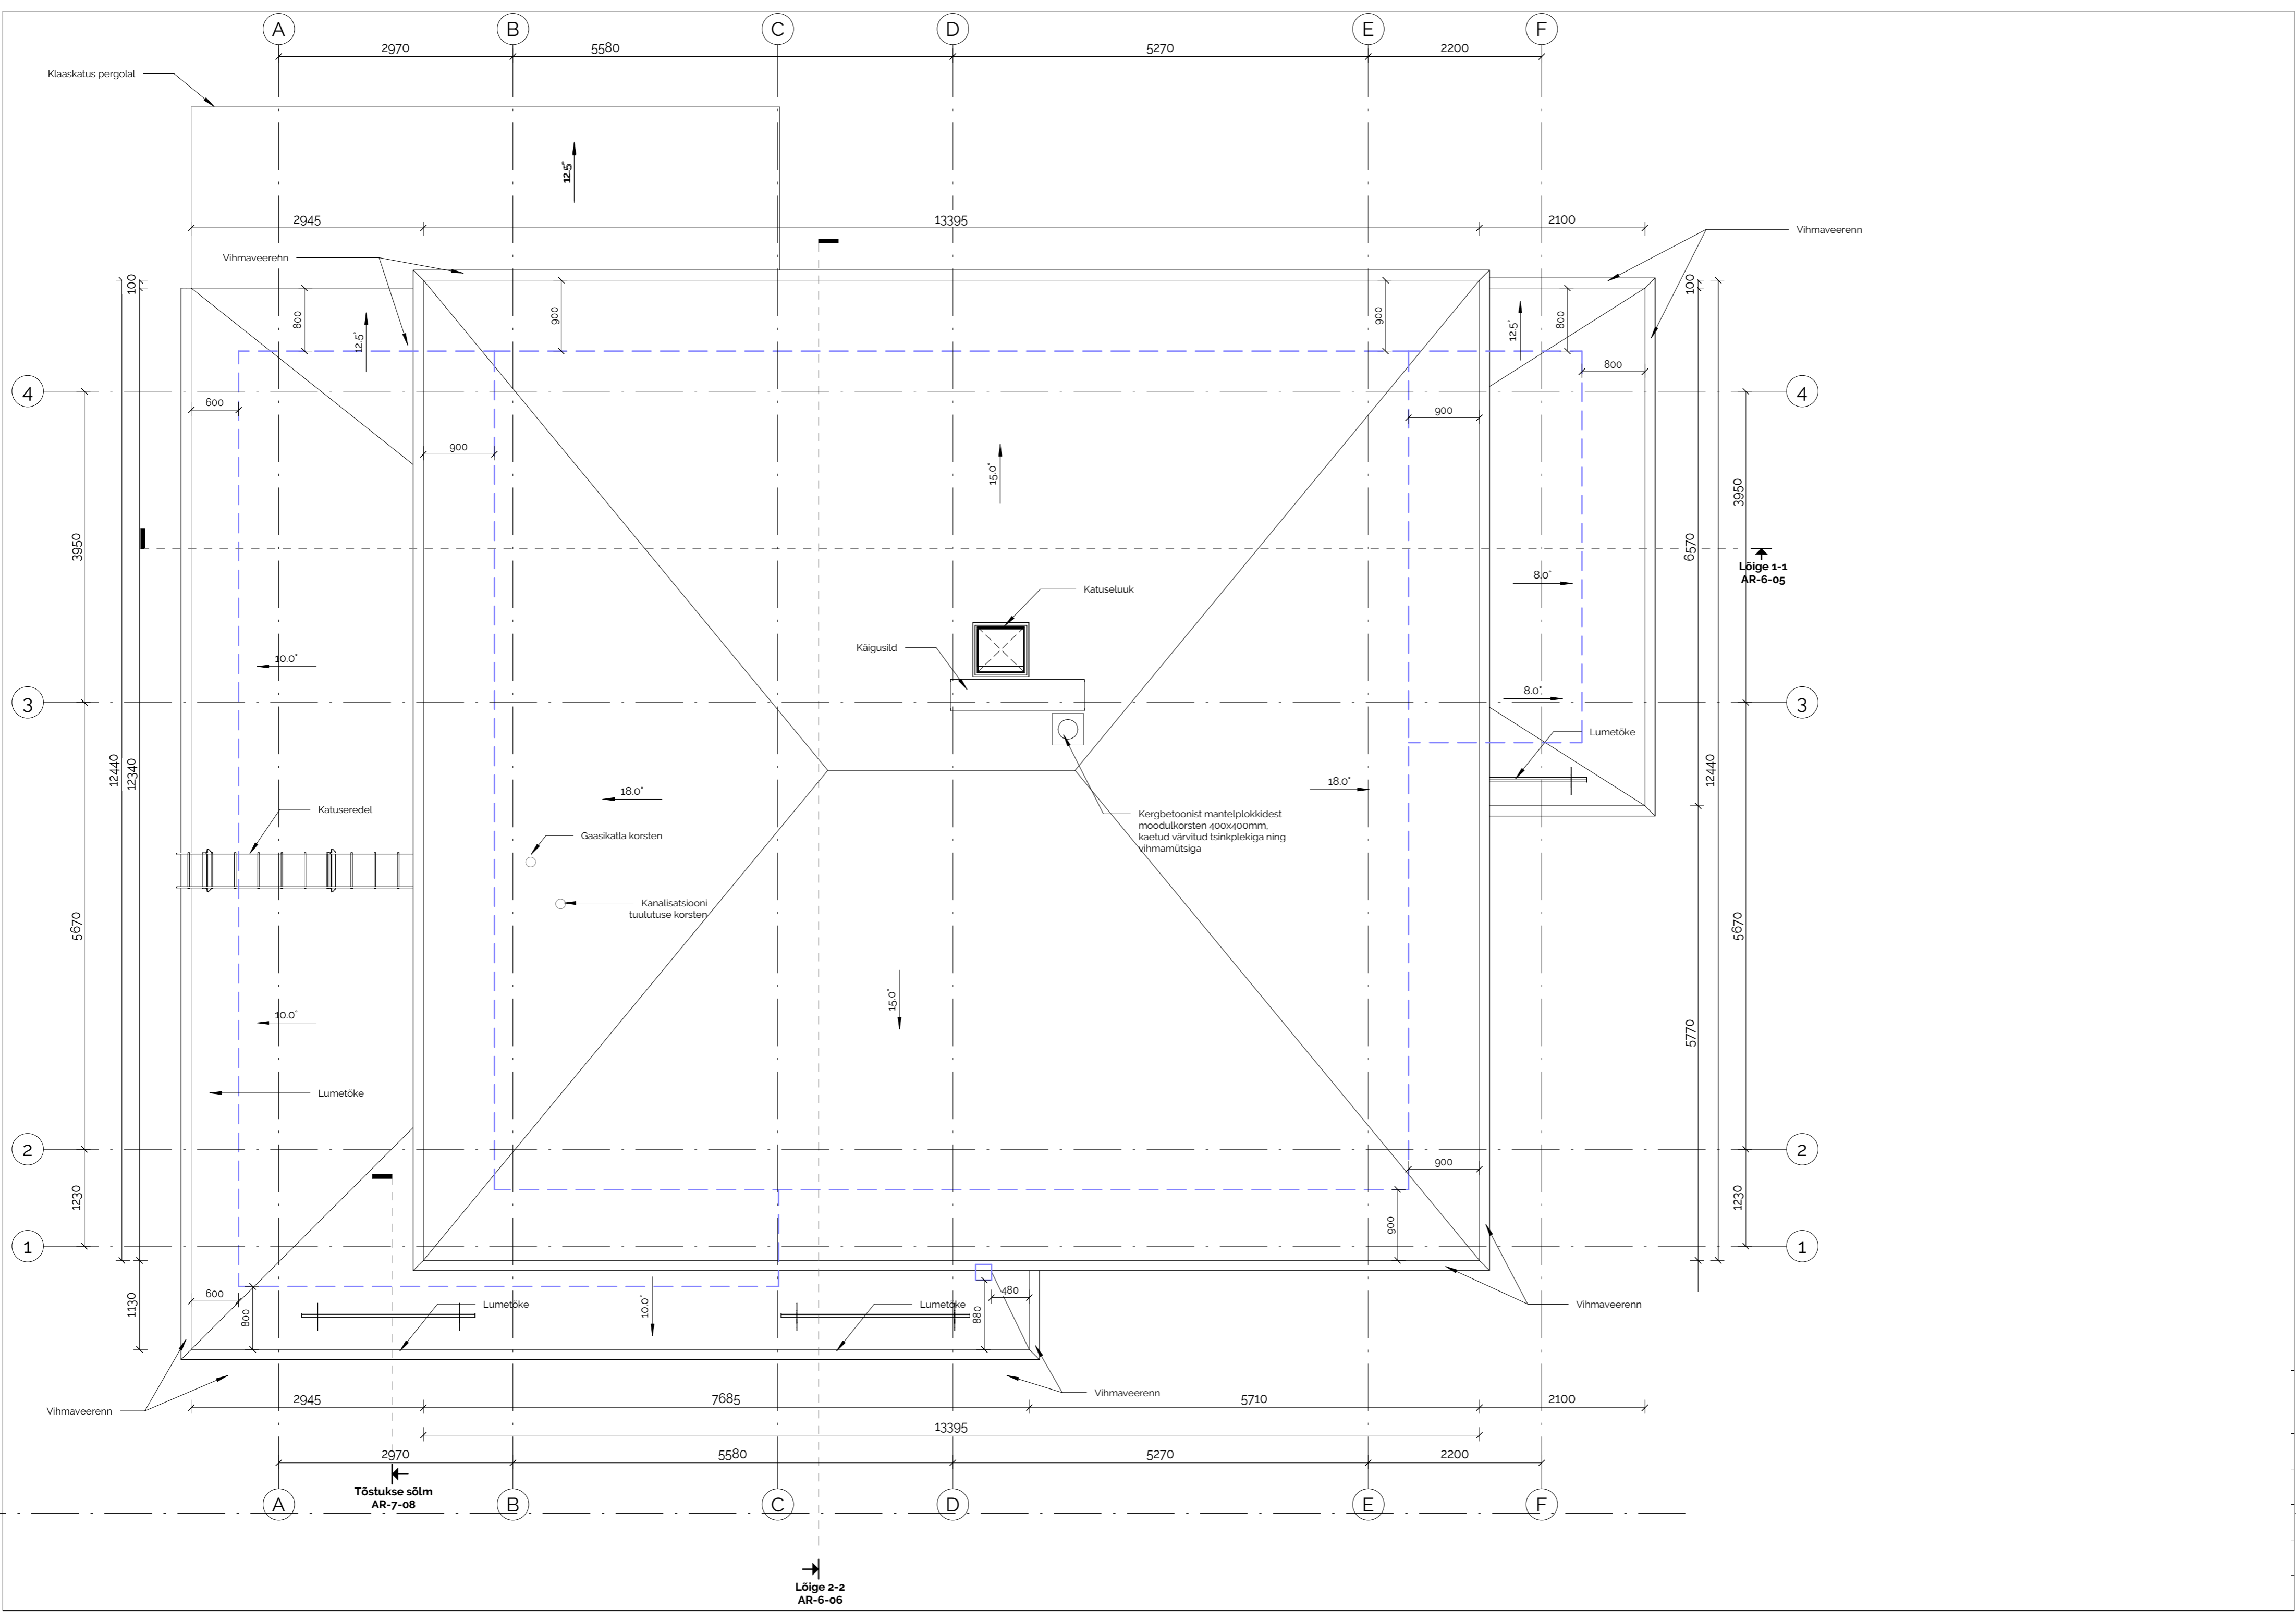 A B C D E F
2970 5580 5270 2200
Klaaskatus pergolal
12.5°
2945 13395 2100
Vihmaveerenn
Vihmaveerenn
100 100
800 900 900 800
12.5° 12.5°
800
4 4
600 900
900
15.0°
3950 3950
6570
Lõige 1-1
AR-6-05
8.0°
Katuseluuk
Käigusild
10.0°
8.0°
3 3
Lumetõke
12440 12340 12440
18.0° 18.0°
Katuseredel
Kergbetoonist mantelplokkidest
moodulkorsten 400x400mm,
kaetud värvitud tsinkplekiga ning
vihmamütsiga
Gaasikatla korsten
Kanalisatsiooni
tuulutuse korsten
5670 5670
15.0°
10.0°
5770
Lumetõke
2 2
900
1230 1230
900
1 1
600 480
1130 800 10.0° 880
Lumetõke Lumetõke
Vihmaveerenn
Vihmaveerenn
Vihmaveerenn
2945 7685 5710 2100
13395
2970 5580 5270 2200
Tõstukse sõlm
AR-7-08
A B C D E F
Lõige 2-2
AR-6-06